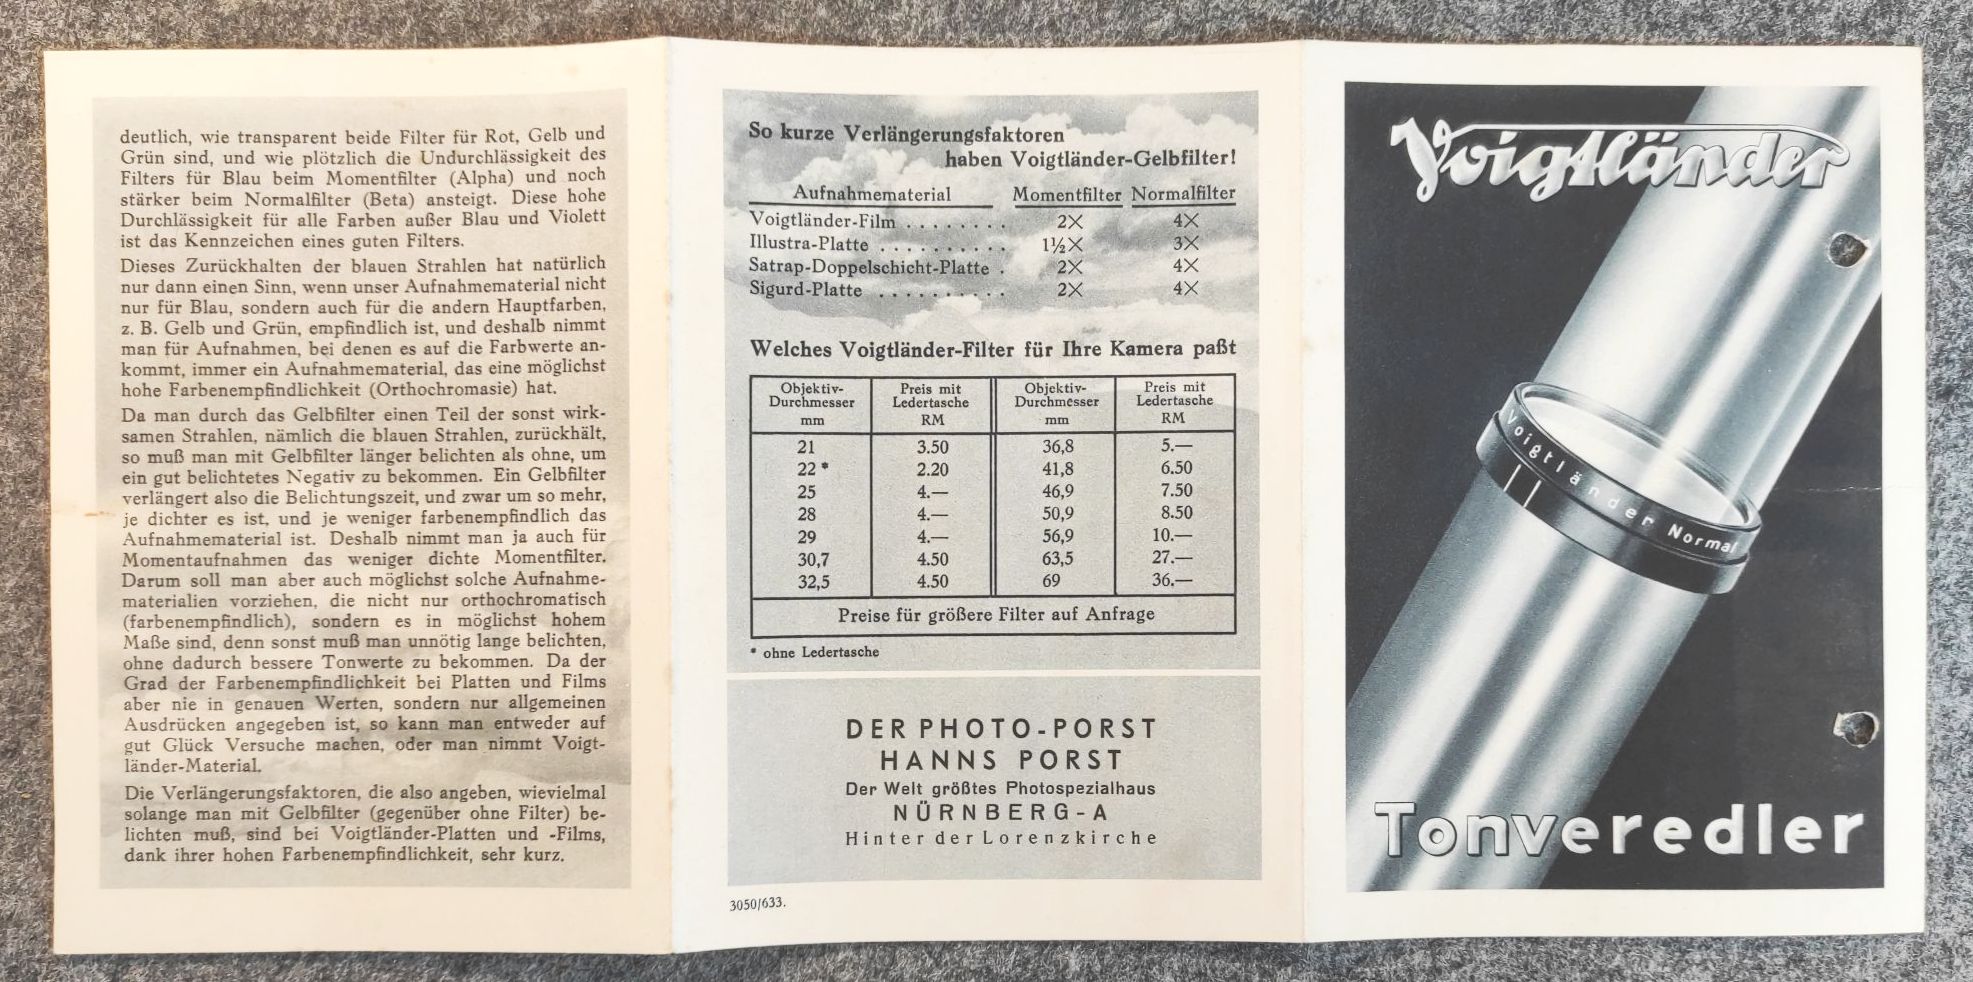 deutlich, wie transparent beide Filter für Rot, Gelb und
Grün sind, und wie plötzlich die Undurchlässigkeit des
Filters für Blau beim Momentfilter (Alpha) und noch
stärker beim Normalfilter (Beta) ansteigt. Diese hohe
Durchlässigkeit für alle Farben außer Blau und Violett
ist das Kennzeichen eines guten Filters.
Dieses Zurückhalten der blauen Strahlen hat natürlich
nur dann einen Sinn, wenn unser Aufnahmematerial nicht
nur für Blau, sondern auch für die andern Hauptfarben,
z. B. Gelb und Grün, empfindlich ist, und deshalb nimmt
man für Aufnahmen, bei denen es auf die Farbwerte an-
kommt, immer ein Aufnahmematerial, das eine möglichst
hohe Farbenempfindlichkeit (Orthochromasie) hat.
Da man durch das Gelbfilter einen Teil der sonst wirk-
samen Strahlen, nämlich die blauen Strahlen, zurückhält,
so muß man mit Gelbfilter länger belichten als ohne, um
ein gut belichtetes Negativ zu bekommen. Ein Gelbfilter
verlängert also die Belichtungszeit, und zwar um so mehr,
je dichter es ist, und je weniger farbenempfindlich das
Aufnahmematerial ist. Deshalb nimmt man ja auch für
Momentaufnahmen das weniger dichte Momentfilter.
Darum soll man aber auch möglichst solche Aufnahme-
materialien vorziehen, die nicht nur orthochromatisch
(farbenempfindlich), sondern es in möglichst hohem
Maße sind, denn sonst muß man unnötig lange belichten,
ohne dadurch bessere Tonwerte zu bekommen. Da der
Grad der Farbenempfindlichkeit bei Platten und Films
aber nie in genauen Werten, sondern nur allgemeinen
Ausdrücken angegeben ist, so kann man entweder auf
gut Glück Versuche machen, oder man nimmt Voigt-
länder-Material.
Die Verlängerungsfaktoren, die also angeben, wievielmal
solange man mit Gelbfilter (gegenüber ohne Filter) be-
lichten muß, sind bei Voigtländer-Platten und -Films,
dank ihrer hohen Farbenempfindlichkeit, sehr kurz.
So kurze Verlängerungsfaktoren
haben Voigtländer-Gelbfilter!
Aufnahmematerial Momentfilter Normalfilter
Voigtländer-Film ........ 2× 4×
Illustra-Platte .......... 1½× 3×
Satrap-Doppelschicht-Platte . 2× 4×
Sigurd-Platte .......... 2× 4×
Welches Voigtländer-Filter für Ihre Kamera paßt
Objektiv- Preis mit Objektiv- Preis mit
Durchmesser Ledertasche Durchmesser Ledertasche
mm RM mm RM
21 3.50 36,8 5.—
22 * 2.20 41,8 6.50
25 4.— 46,9 7.50
28 4.— 50,9 8.50
29 4.— 56,9 10.—
30,7 4.50 63,5 27.—
32,5 4.50 69 36.—
Preise für größere Filter auf Anfrage
* ohne Ledertasche
DER PHOTO-PORST
HANNS PORST
Der Welt größtes Photospezialhaus
NÜRNBERG-A
Hinter der Lorenzkirche
3050/633.
Voigtländer
Voigtländer Normal
Tonveredler